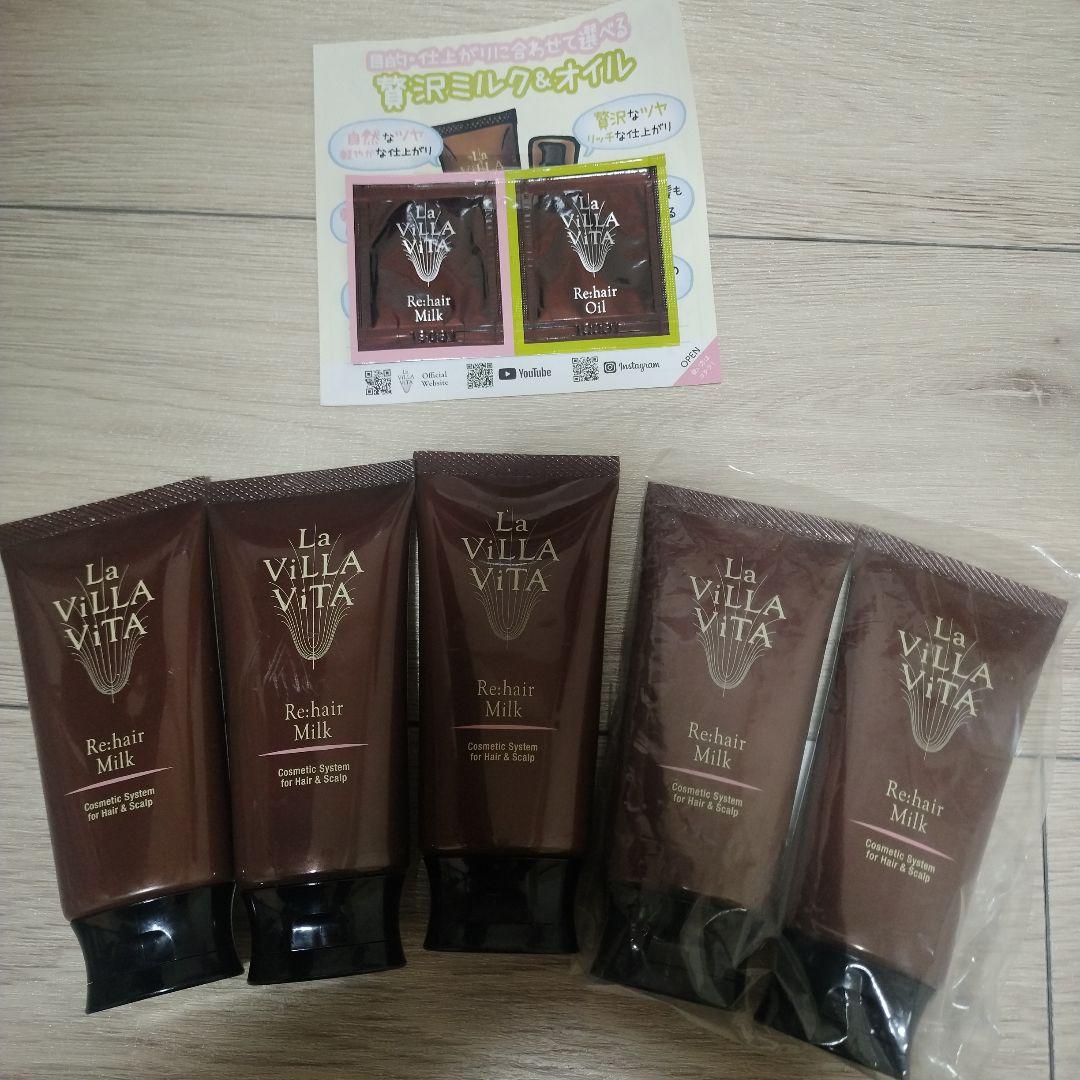 目的・仕上がりに合わせて選べる
贅沢ミルク&オイル
自然なツヤ
軽やかな仕上がり
贅沢なツヤ
リッチな仕上がり
La
ViLLA
La
ViLLA
ViTA
Re:hair
Milk
La
ViLLA
ViTA
Re:hair
Oil
La
ViLLA
ViTA
Official
Website
YouTube
Instagram
OPEN
La
ViLLA
ViTA
Re:hair
Milk
Cosmetic System
for Hair & Scalp
La
ViLLA
ViTA
Re:hair
Milk
Cosmetic System
for Hair & Scalp
La
ViLLA
ViTA
Re:hair
Milk
Cosmetic System
for Hair & Scalp
La
ViLLA
ViTA
Re:hair
Milk
Cosmetic System
for Hair & Scalp
La
ViLLA
ViTA
Re:hair
Milk
Cosmetic System
for Hair & Scalp